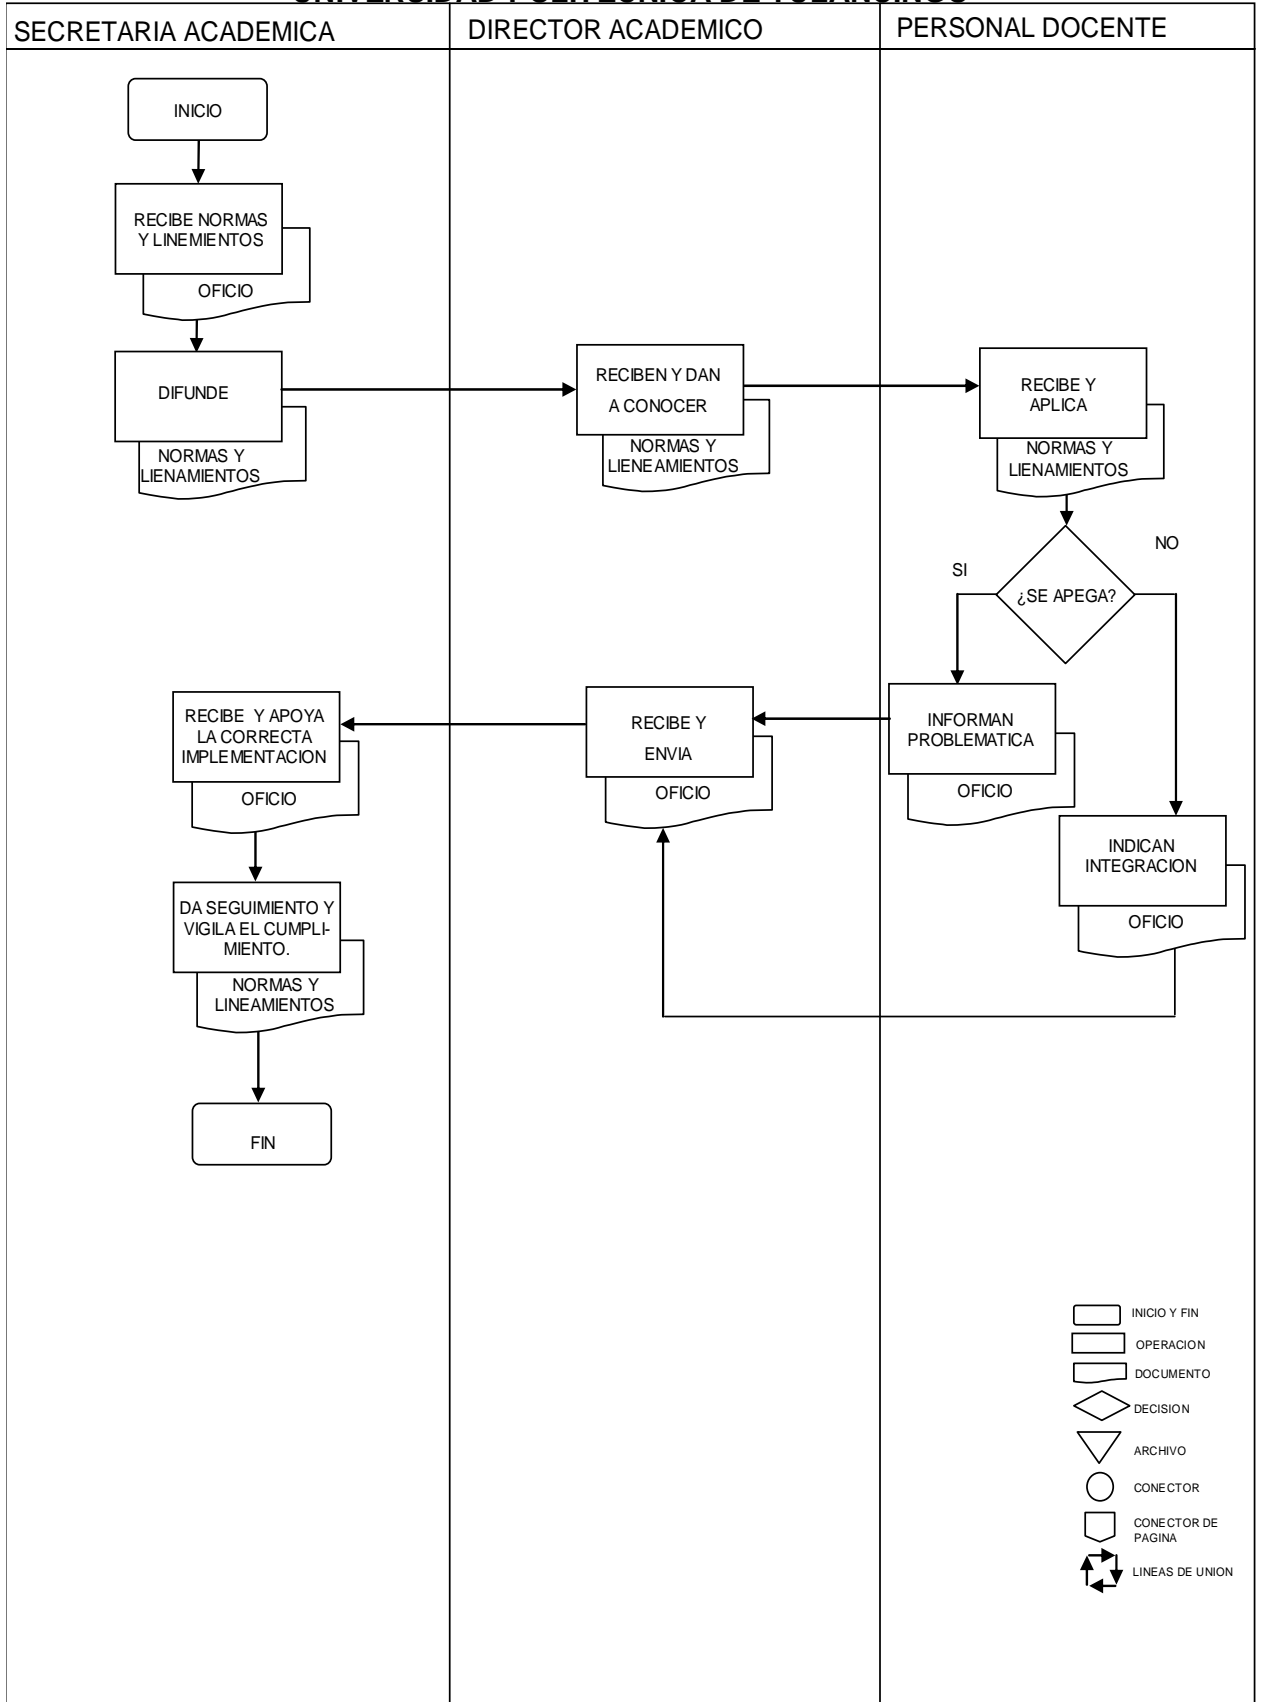 SECRETARIA ACADEMICA
DIRECTOR ACADEMICO
PERSONAL DOCENTE
INICIO
RECIBE NORMAS
Y LINEMIENTOS
OFICIO
DIFUNDE
NORMAS Y
LIENAMIENTOS
RECIBEN Y DAN
A CONOCER
NORMAS Y
LIENEAMIENTOS
RECIBE Y
APLICA
NORMAS Y
LIENAMIENTOS
¿SE APEGA?
SI
NO
INFORMAN
PROBLEMATICA
OFICIO
INDICAN
INTEGRACION
OFICIO
RECIBE Y
ENVIA
OFICIO
RECIBE Y APOYA
LA CORRECTA
IMPLEMENTACION
OFICIO
DA SEGUIMIENTO Y
VIGILA EL CUMPLI-
MIENTO.
NORMAS Y
LINEAMIENTOS
FIN
INICIO Y FIN
OPERACION
DOCUMENTO
DECISION
ARCHIVO
CONECTOR
CONECTOR DE
PAGINA
LINEAS DE UNION